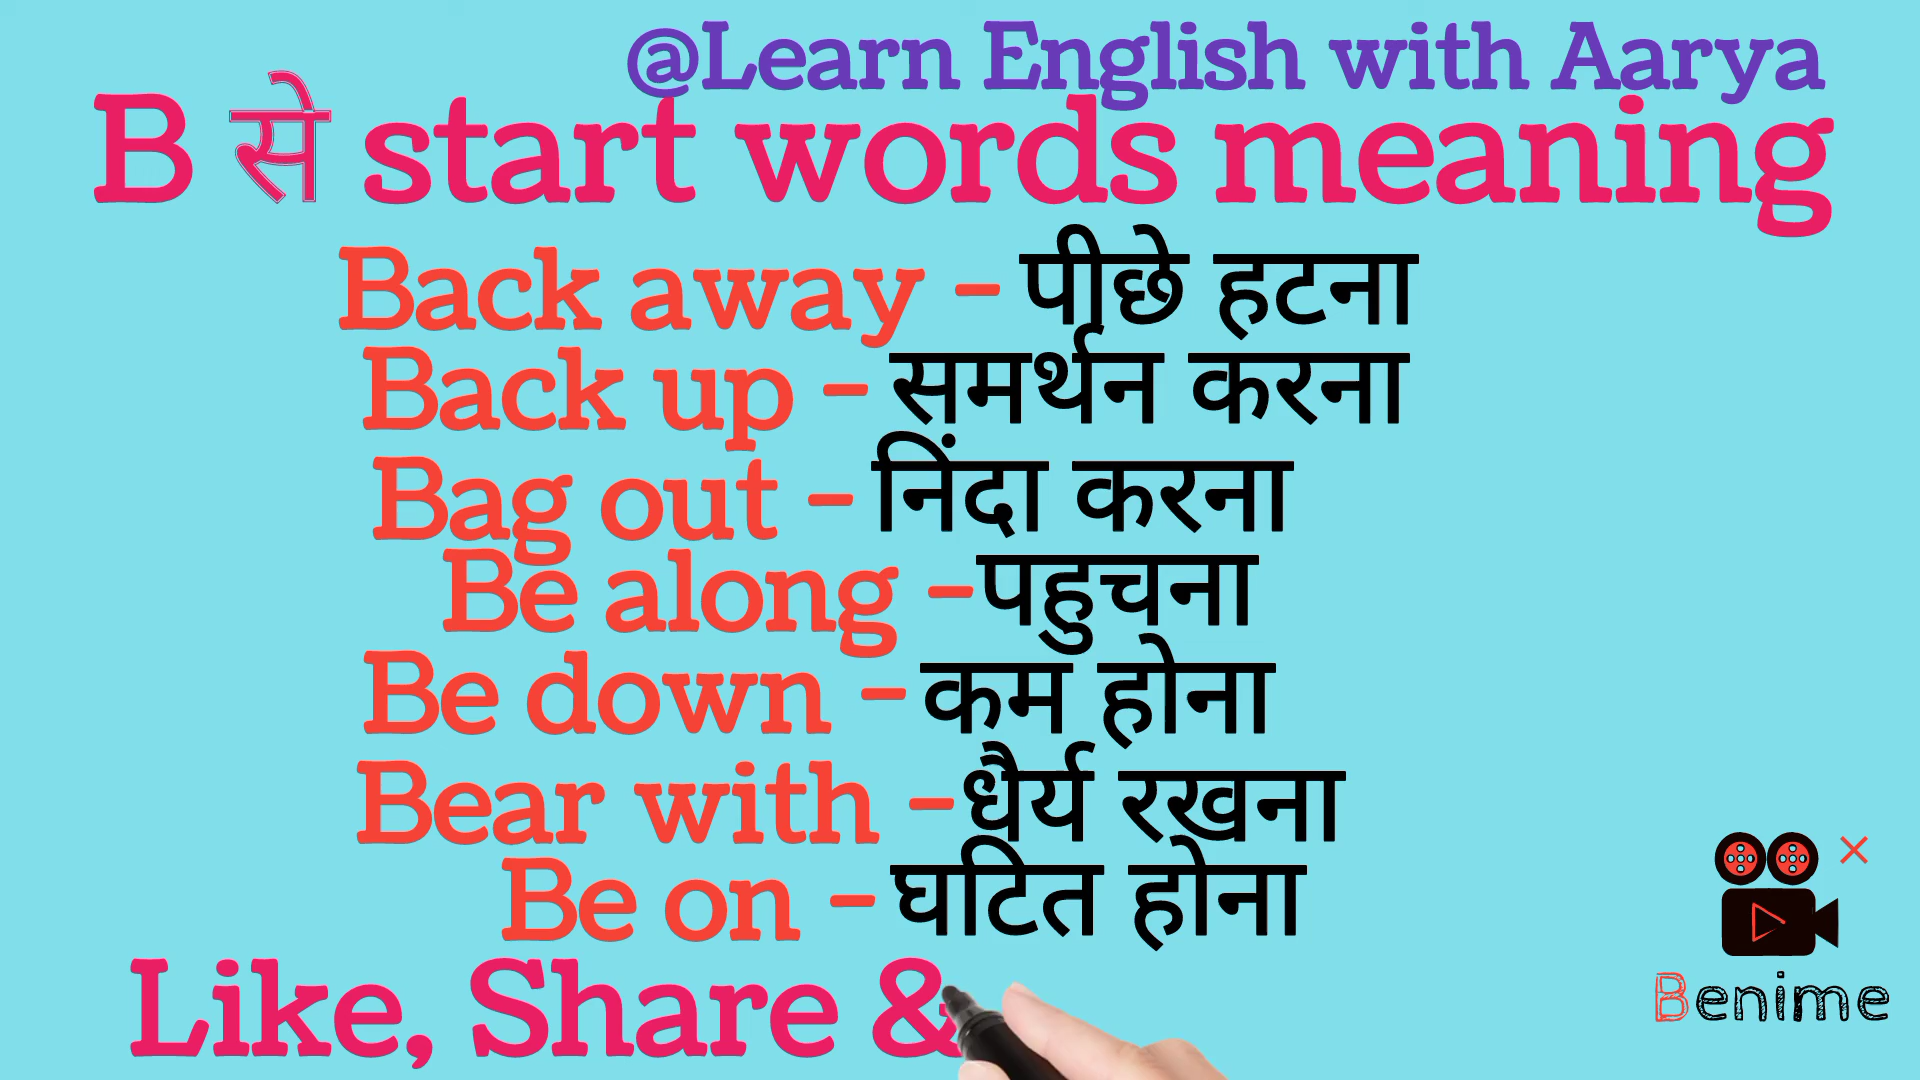 @Learn English with Aarya
B से start words meaning
Back away - पीछे हटना
Back up - समर्थन करना
Bag out - निंदा करना
Be along - पहुचना
Be down - कम होना
Bear with - धैर्य रखना
Be on - घटित होना
Like, Share &
Benime